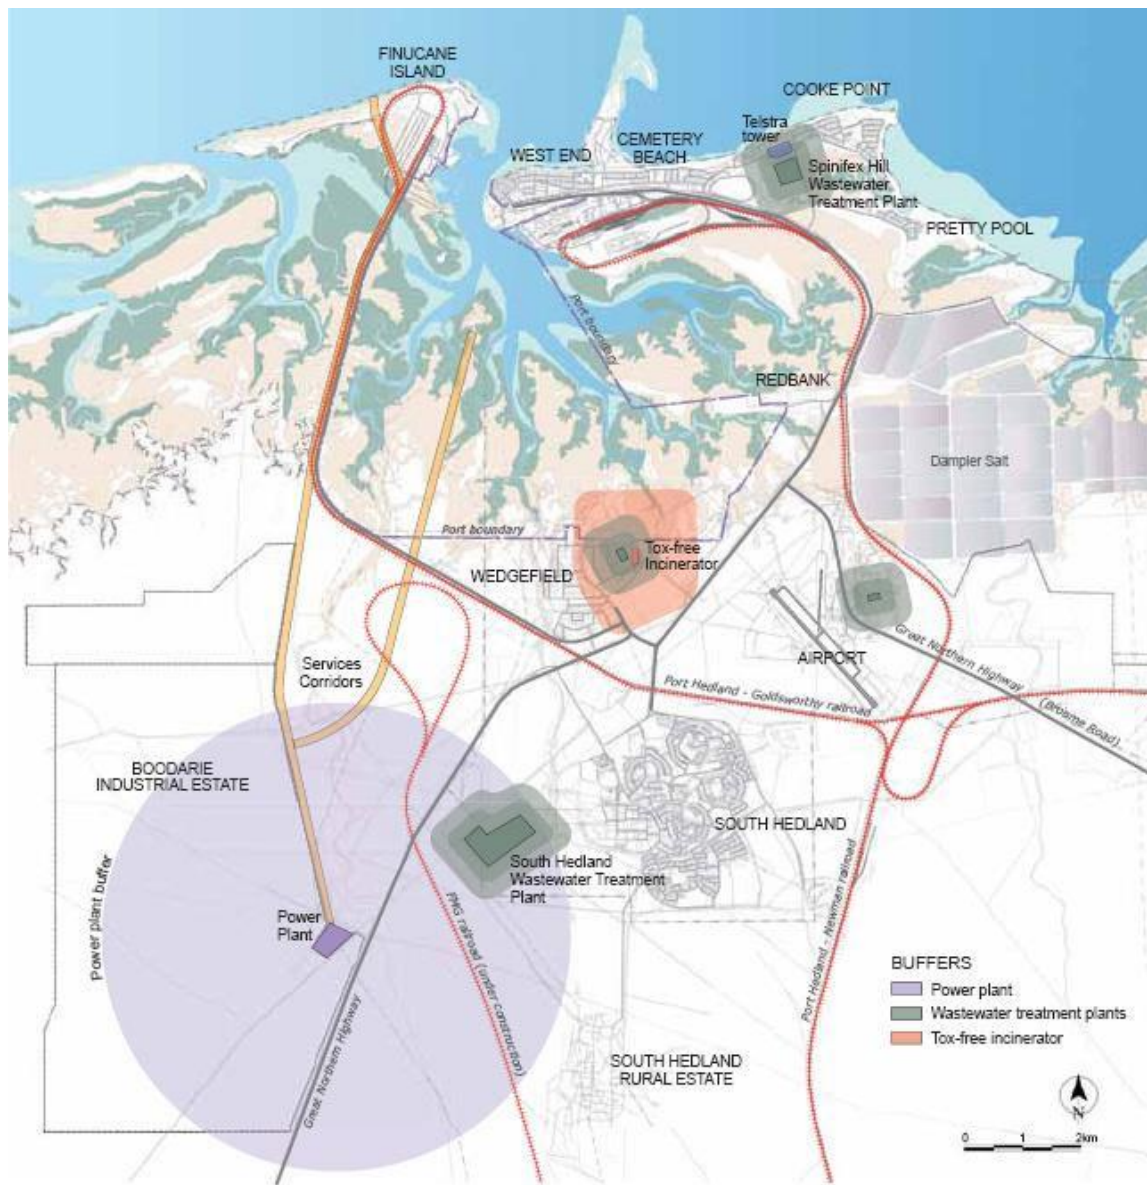 FINUCANE
ISLAND
COOKE POINT
Telstra
tower
CEMETERY
BEACH
WEST END
Spinifex Hill
Wastewater
Treatment Plant
PRETTY POOL
Port boundary
REDBANK
Dampler Salt
Port boundary
Tox-free
Incinerator
WEDGEFIELD
Great Northern Highway
(Broome Road)
AIRPORT
Services
Corridors
Port Hedland - Goldsworthy railroad
BOODARIE
INDUSTRIAL ESTATE
SOUTH HEDLAND
South Hedland
Wastewater Treatment
Plant
Power plant buffer
Power
Plant
FMG railroad (under construction)
Port Hedland - Newman railroad
Great Northern Highway
BUFFERS
Power plant
Wastewater treatment plants
Tox-free incinerator
SOUTH HEDLAND
RURAL ESTATE
N
0 1 2km